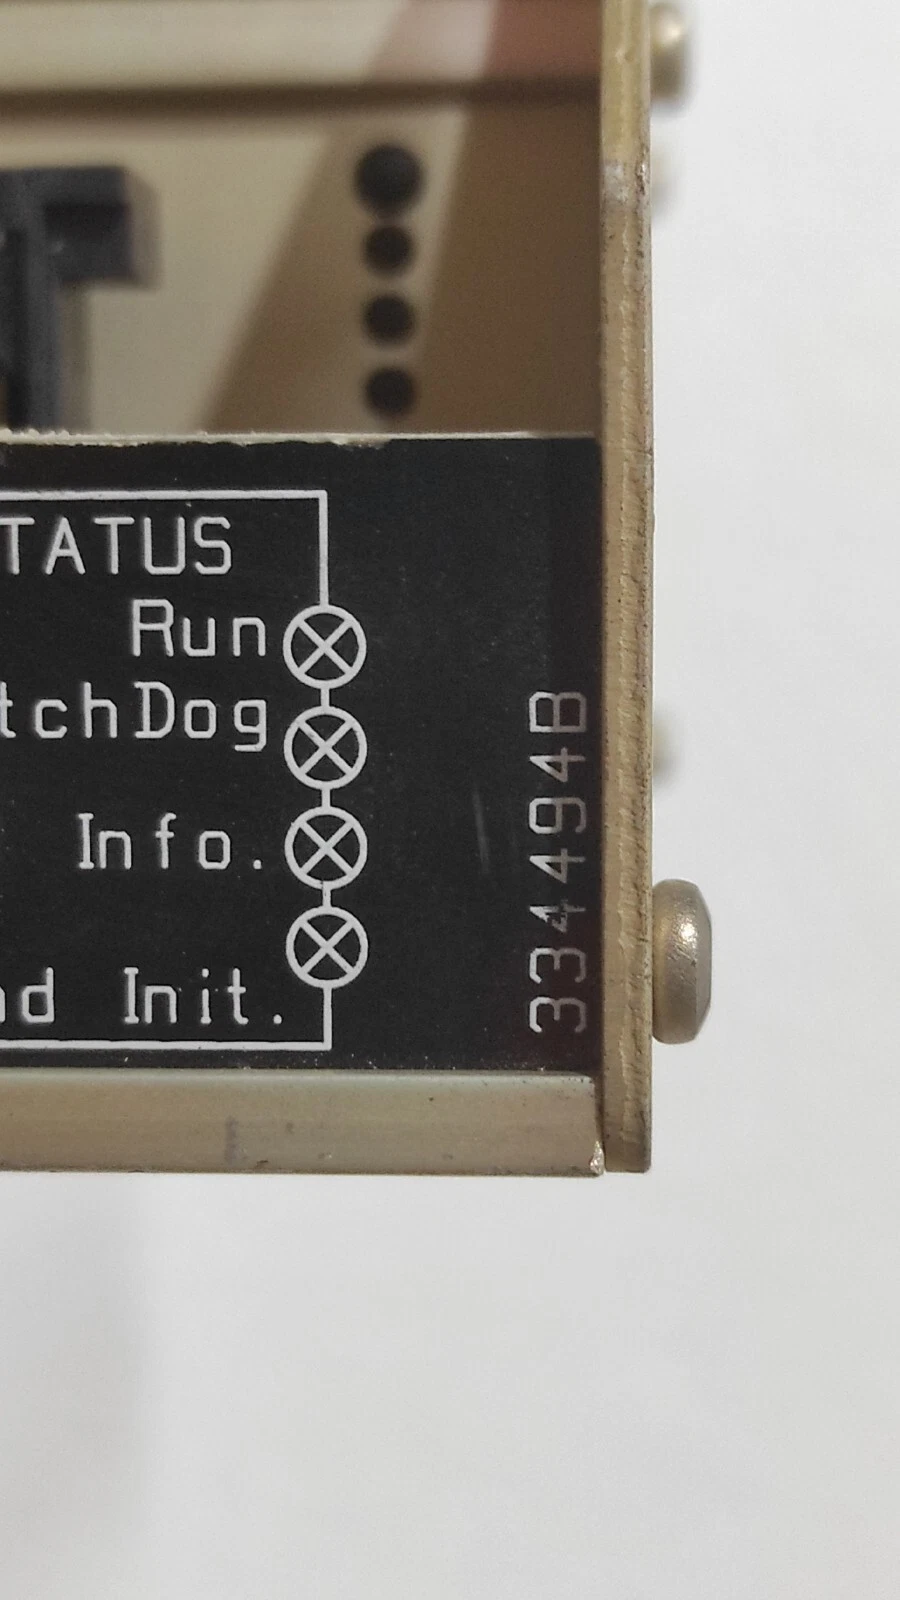 TATUS
Run
tchDog
Info.
nd Init.
334494B